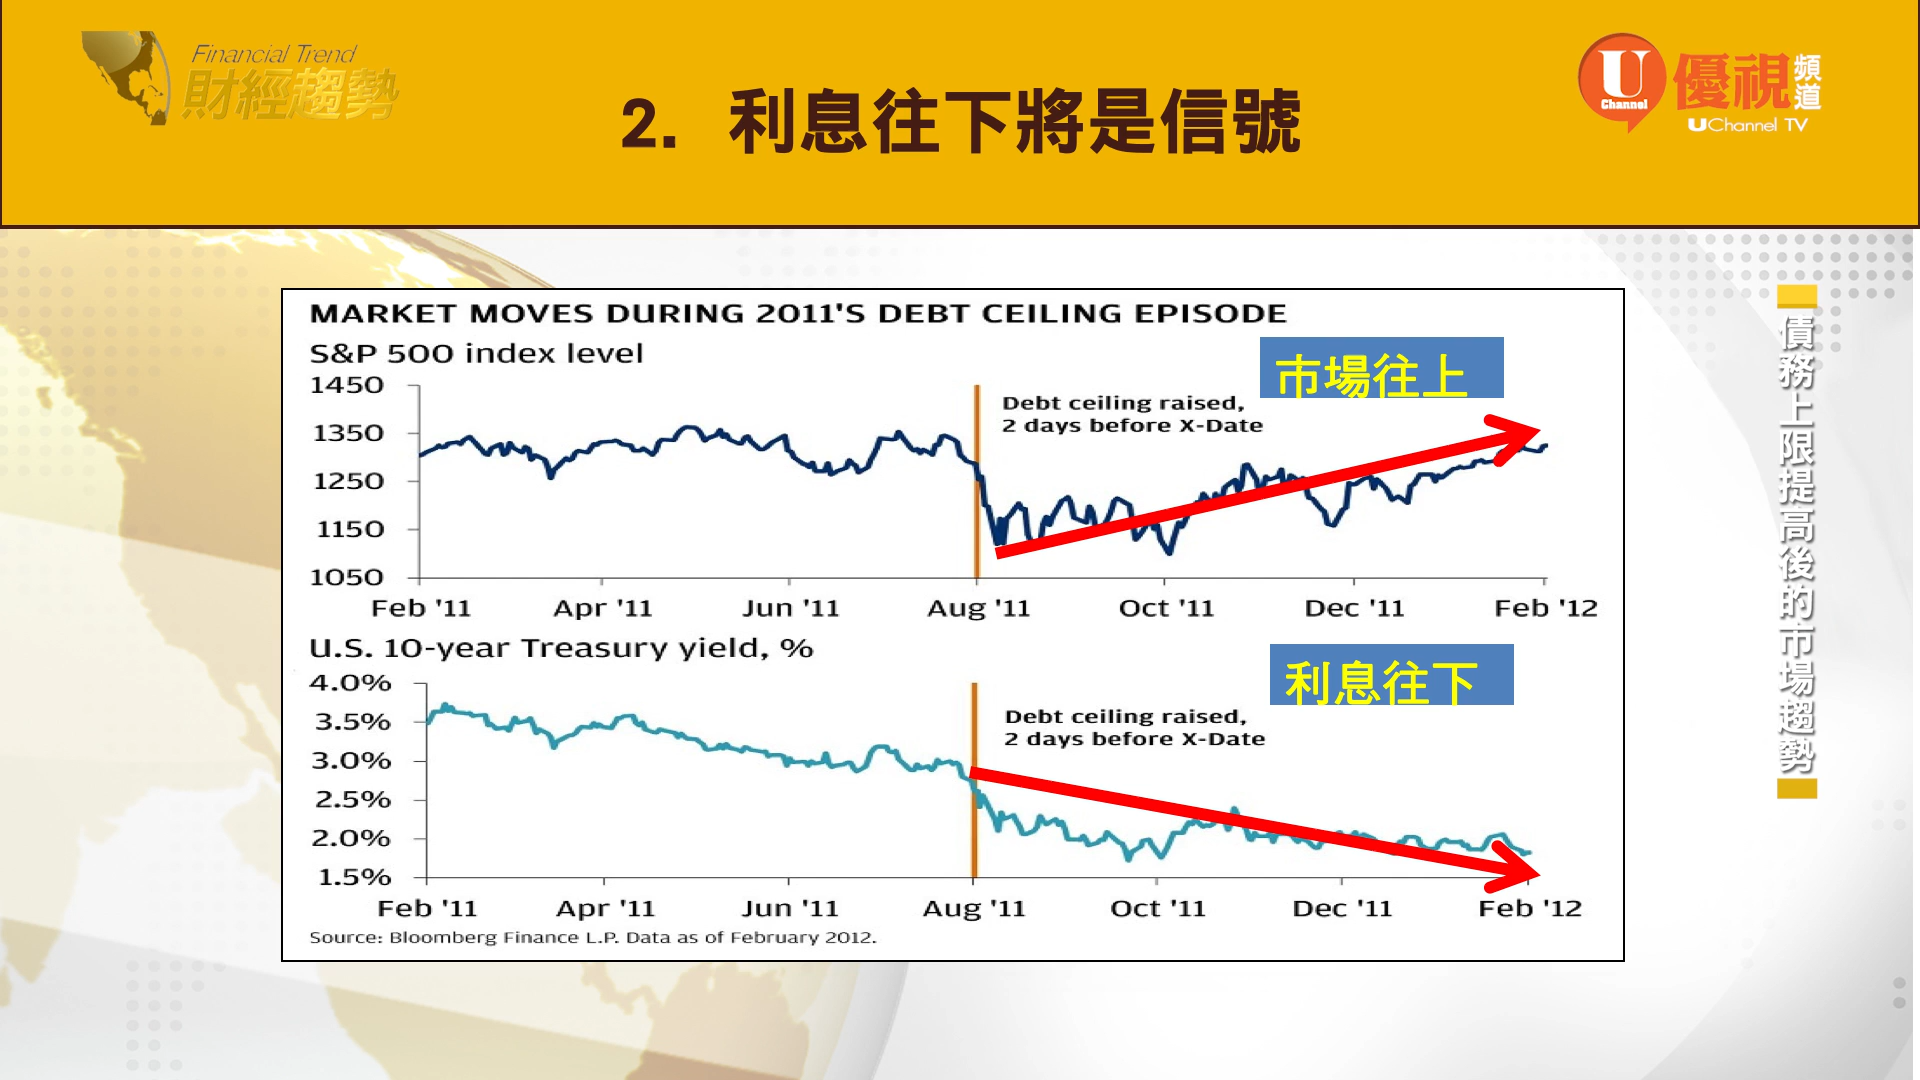 Financial Trend
財經趨勢
2. 利息往下將是信號
U
Channel
優視
頻道
UChannel TV
MARKET MOVES DURING 2011'S DEBT CEILING EPISODE
S&P 500 index level
市場往上
1450
1350
1250
1150
1050
Debt ceiling raised,
2 days before X-Date
Feb '11 Apr '11 Jun '11 Aug '11 Oct '11 Dec '11 Feb '12
U.S. 10-year Treasury yield, %
利息往下
4.0%
3.5%
3.0%
2.5%
2.0%
1.5%
Debt ceiling raised,
2 days before X-Date
Feb '11 Apr '11 Jun '11 Aug '11 Oct '11 Dec '11 Feb '12
Source: Bloomberg Finance L.P. Data as of February 2012.
債務上限提高後的市場趨勢